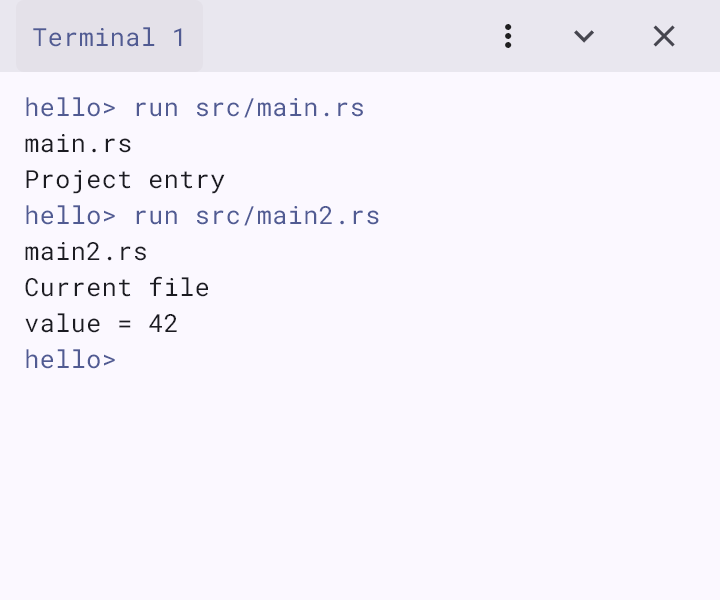 Terminal 1
hello> run src/main.rs
main.rs
Project entry
hello> run src/main2.rs
main2.rs
Current file
value = 42
hello>